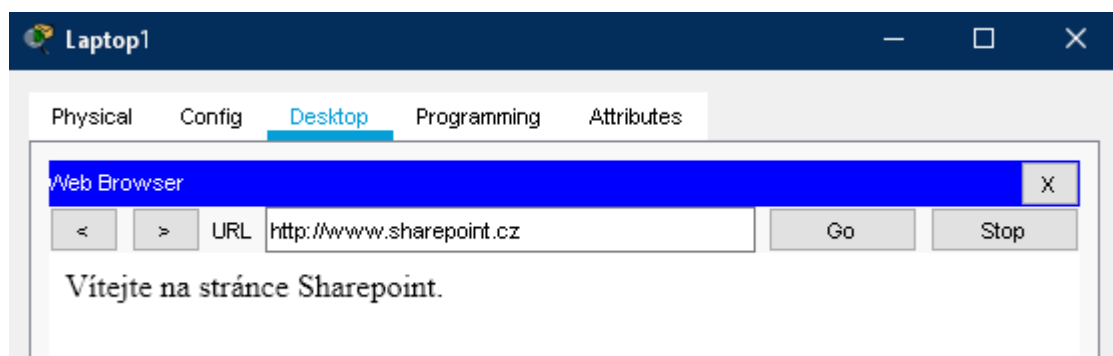 Laptop1
Physical Config Desktop Programming Attributes
Web Browser X
< > URL http://www.sharepoint.cz Go Stop
Vítejte na stránce Sharepoint.